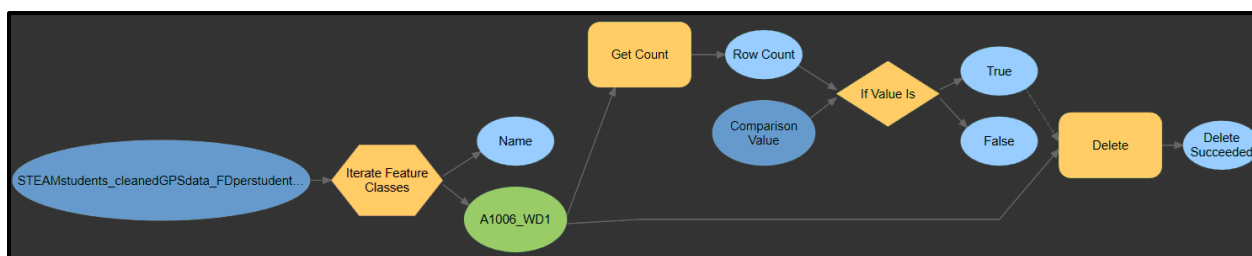 STEAMstudents_cleanedGPSdata_FDperstudent...
Iterate Feature
Classes
Name
A1006_WD1
Get Count
Row Count
Comparison
Value
If Value Is
True
False
Delete
Delete
Succeeded